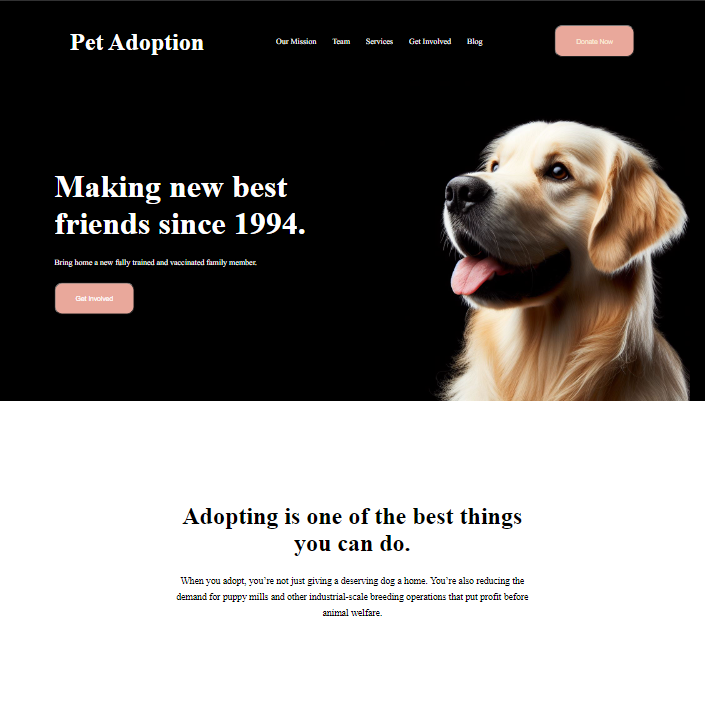 Pet Adoption
Our Mission Team Services Get Involved Blog
Donate Now
Making new best
friends since 1994.
Bring home a new fully trained and vaccinated family member.
Get Involved
Adopting is one of the best things
you can do.
When you adopt, you’re not just giving a deserving dog a home. You’re also reducing the
demand for puppy mills and other industrial-scale breeding operations that put profit before
animal welfare.